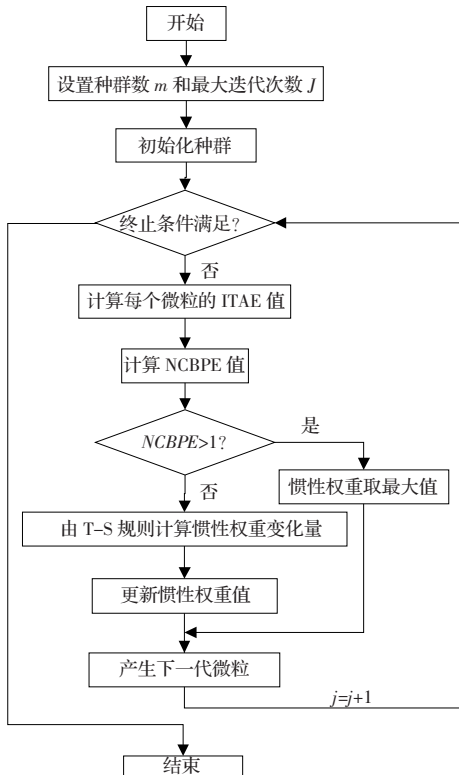 开始
设置种群数 m 和最大迭代次数 J
初始化种群
终止条件满足?
否
计算每个微粒的 ITAE 值
计算 NCBPE 值
NCBPE>1?
是
否
惯性权重取最大值
由 T-S 规则计算惯性权重变化量
更新惯性权重值
产生下一代微粒
j=j+1
结束